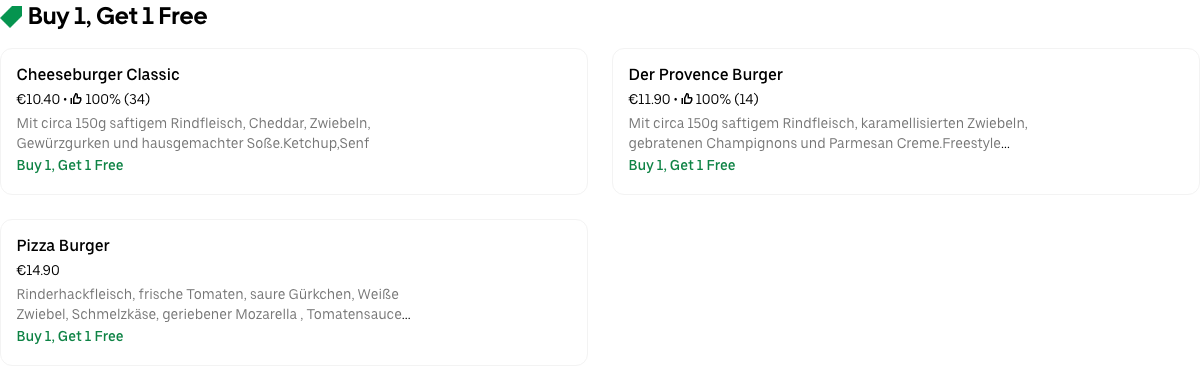 Buy 1, Get 1 Free
Cheeseburger Classic
€10.40 • 100% (34)
Mit circa 150g saftigem Rindfleisch, Cheddar, Zwiebeln,
Gewürzgurken und hausgemachter Soße.Ketchup,Senf
Buy 1, Get 1 Free
Der Provence Burger
€11.90 • 100% (14)
Mit circa 150g saftigem Rindfleisch, karamellisierten Zwiebeln,
gebratenen Champignons und Parmesan Creme.Freestyle...
Buy 1, Get 1 Free
Pizza Burger
€14.90
Rinderhackfleisch, frische Tomaten, saure Gürkchen, Weiße
Zwiebel, Schmelzkäse, geriebener Mozarella , Tomatensauce...
Buy 1, Get 1 Free